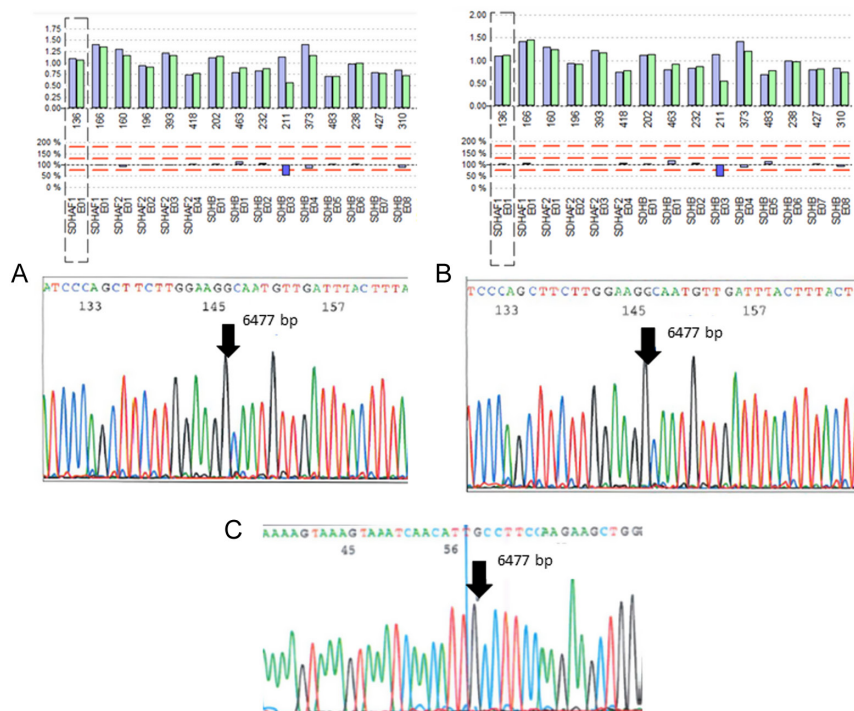 1.75
1.50
1.25
1.00
0.75
0.50
0.25
0.00
136 166 160 196 393 418 202 463 232 211 373 483 238 427 310
200 %
150 %
100 %
50 %
0 %
SDHAF1 E01
SDHAF1 E01
SDHAF2 E01
SDHAF2 E02
SDHAF2 E03
SDHAF2 E04
SDHB E01
SDHB E01
SDHB E02
SDHB E03
SDHB E04
SDHB E05
SDHB E06
SDHB E07
SDHB E08
2.00
1.50
1.00
0.50
0.00
136 166 160 196 393 418 202 463 232 211 373 483 238 427 310
200 %
150 %
100 %
50 %
0 %
SDHAF1 E01
SDHAF1 E01
SDHAF2 E01
SDHAF2 E02
SDHAF2 E03
SDHAF2 E04
SDHB E01
SDHB E01
SDHB E02
SDHB E03
SDHB E04
SDHB E05
SDHB E06
SDHB E07
SDHB E08
A
ATCCCAGCTTCTTGGAAGGCAATGTTGATTTACTTTA
133 145 157
6477 bp
B
TCCCAGCTTCTTGGAAGGCAATGTTGATTTACTTTACT
133 145 157
6477 bp
C
AAAAGTAAAGTAAATCAACATTGCCTTCCAAGAAGCTGG
45 56
6477 bp